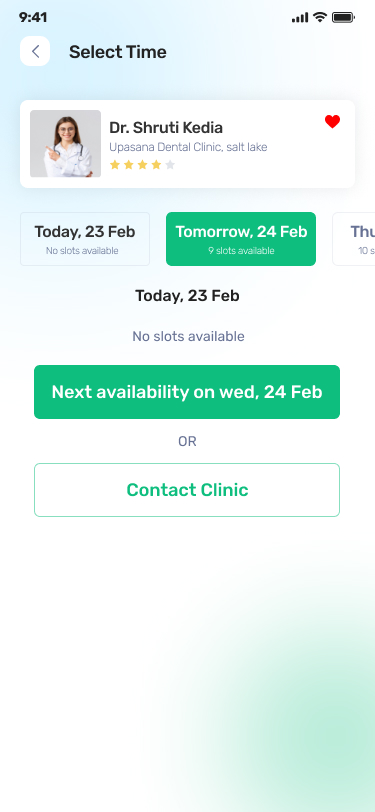 9:41
Select Time
Dr. Shruti Kedia
Upasana Dental Clinic, salt lake
Today, 23 Feb
No slots available
Tomorrow, 24 Feb
9 slots available
Thu
10 s
Today, 23 Feb
No slots available
Next availability on wed, 24 Feb
OR
Contact Clinic